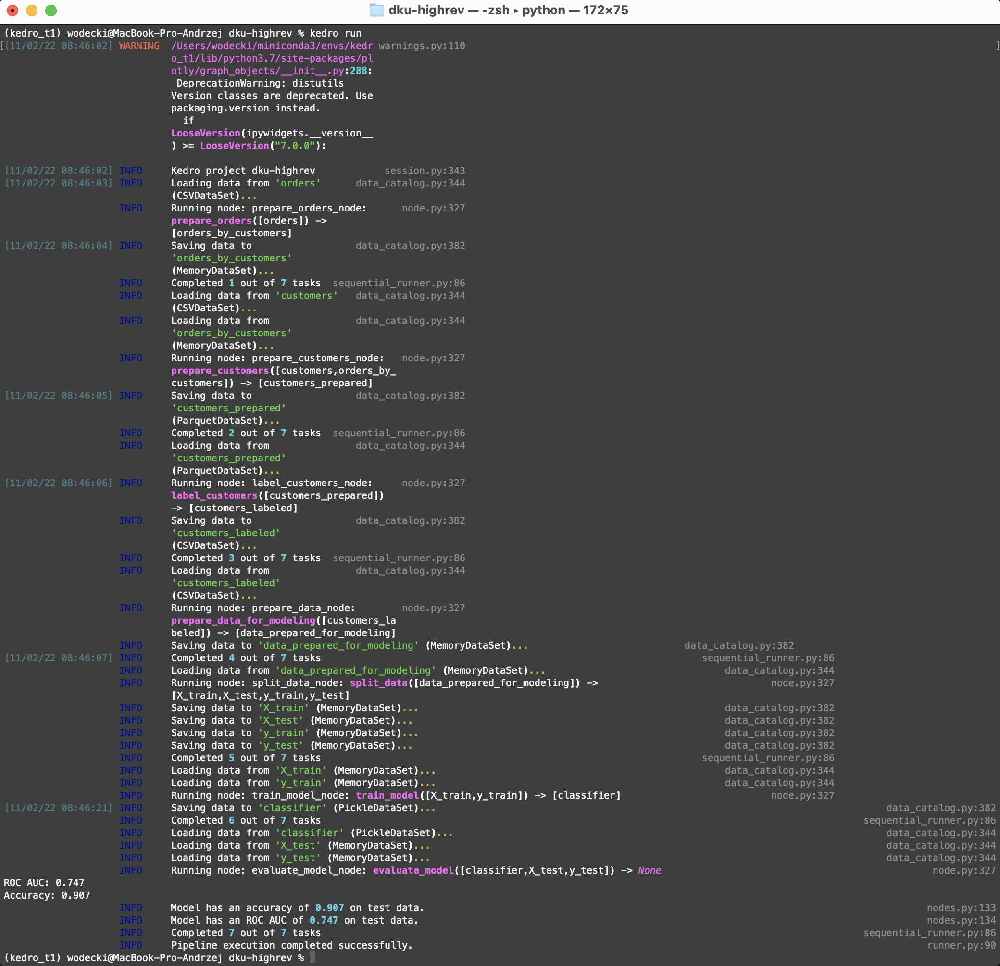 dku-highrev — -zsh ▸ python — 172×75
(kedro_t1) wodecki@MacBook-Pro-Andrzej dku-highrev % kedro run
[[11/02/22 08:46:02] WARNING  /Users/wodecki/miniconda3/envs/kedr warnings.py:110 ]
o_t1/lib/python3.7/site-packages/pl
otly/graph_objects/__init__.py:288:
DeprecationWarning: distutils
Version classes are deprecated. Use
packaging.version instead.
if
LooseVersion(ipywidgets.__version__
) >= LooseVersion("7.0.0"):
[11/02/22 08:46:02] INFO     Kedro project dku-highrev            session.py:343
[11/02/22 08:46:03] INFO     Loading data from 'orders'      data_catalog.py:344
(CSVDataSet)...
INFO     Running node: prepare_orders_node:      node.py:327
prepare_orders([orders]) ->
[orders_by_customers]
[11/02/22 08:46:04] INFO     Saving data to                  data_catalog.py:382
'orders_by_customers'
(MemoryDataSet)...
INFO     Completed 1 out of 7 tasks  sequential_runner.py:86
INFO     Loading data from 'customers'   data_catalog.py:344
(CSVDataSet)...
INFO     Loading data from               data_catalog.py:344
'orders_by_customers'
(MemoryDataSet)...
INFO     Running node: prepare_customers_node:   node.py:327
prepare_customers([customers,orders_by_
customers]) -> [customers_prepared]
[11/02/22 08:46:05] INFO     Saving data to                  data_catalog.py:382
'customers_prepared'
(ParquetDataSet)...
INFO     Completed 2 out of 7 tasks  sequential_runner.py:86
INFO     Loading data from               data_catalog.py:344
'customers_prepared'
(ParquetDataSet)...
[11/02/22 08:46:06] INFO     Running node: label_customers_node:     node.py:327
label_customers([customers_prepared])
-> [customers_labeled]
INFO     Saving data to                  data_catalog.py:382
'customers_labeled'
(CSVDataSet)...
INFO     Completed 3 out of 7 tasks  sequential_runner.py:86
INFO     Loading data from               data_catalog.py:344
'customers_labeled'
(CSVDataSet)...
INFO     Running node: prepare_data_node:        node.py:327
prepare_data_for_modeling([customers_la
beled]) -> [data_prepared_for_modeling]
INFO     Saving data to 'data_prepared_for_modeling' (MemoryDataSet)...   data_catalog.py:382
[11/02/22 08:46:07] INFO     Completed 4 out of 7 tasks   sequential_runner.py:86
INFO     Loading data from 'data_prepared_for_modeling' (MemoryDataSet)...   data_catalog.py:344
INFO     Running node: split_data_node: split_data([data_prepared_for_modeling]) ->   node.py:327
[X_train,X_test,y_train,y_test]
INFO     Saving data to 'X_train' (MemoryDataSet)...   data_catalog.py:382
INFO     Saving data to 'X_test' (MemoryDataSet)...   data_catalog.py:382
INFO     Saving data to 'y_train' (MemoryDataSet)...   data_catalog.py:382
INFO     Saving data to 'y_test' (MemoryDataSet)...   data_catalog.py:382
INFO     Completed 5 out of 7 tasks   sequential_runner.py:86
INFO     Loading data from 'X_train' (MemoryDataSet)...   data_catalog.py:344
INFO     Loading data from 'y_train' (MemoryDataSet)...   data_catalog.py:344
INFO     Running node: train_model_node: train_model([X_train,y_train]) -> [classifier]   node.py:327
[11/02/22 08:46:21] INFO     Saving data to 'classifier' (PickleDataSet)...   data_catalog.py:382
INFO     Completed 6 out of 7 tasks   sequential_runner.py:86
INFO     Loading data from 'classifier' (PickleDataSet)...   data_catalog.py:344
INFO     Loading data from 'X_test' (MemoryDataSet)...   data_catalog.py:344
INFO     Loading data from 'y_test' (MemoryDataSet)...   data_catalog.py:344
INFO     Running node: evaluate_model_node: evaluate_model([classifier,X_test,y_test]) -> None   node.py:327
ROC AUC: 0.747
Accuracy: 0.907
INFO     Model has an accuracy of 0.907 on test data.   nodes.py:133
INFO     Model has an ROC AUC of 0.747 on test data.   nodes.py:134
INFO     Completed 7 out of 7 tasks   sequential_runner.py:86
INFO     Pipeline execution completed successfully.   runner.py:90
(kedro_t1) wodecki@MacBook-Pro-Andrzej dku-highrev %